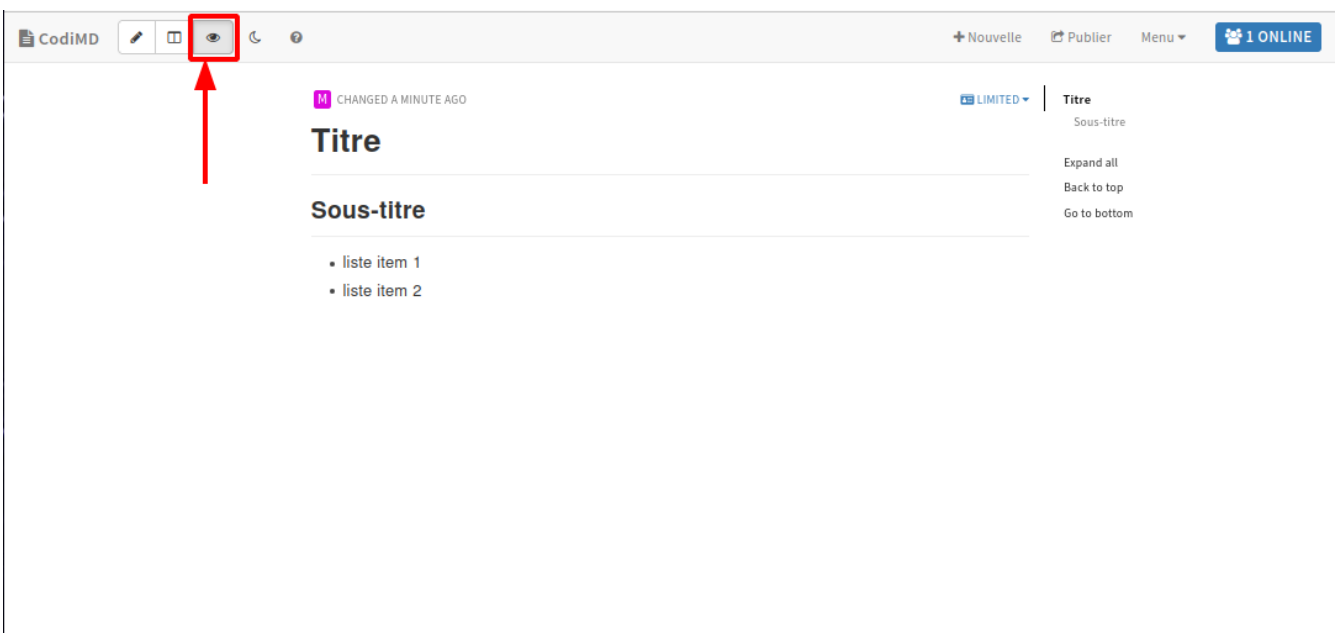 CodiMD + Nouvelle Publier Menu 1 ONLINE
M CHANGED A MINUTE AGO LIMITED
Titre
Sous-titre
liste item 1
liste item 2
Titre
Sous-titre
Expand all
Back to top
Go to bottom